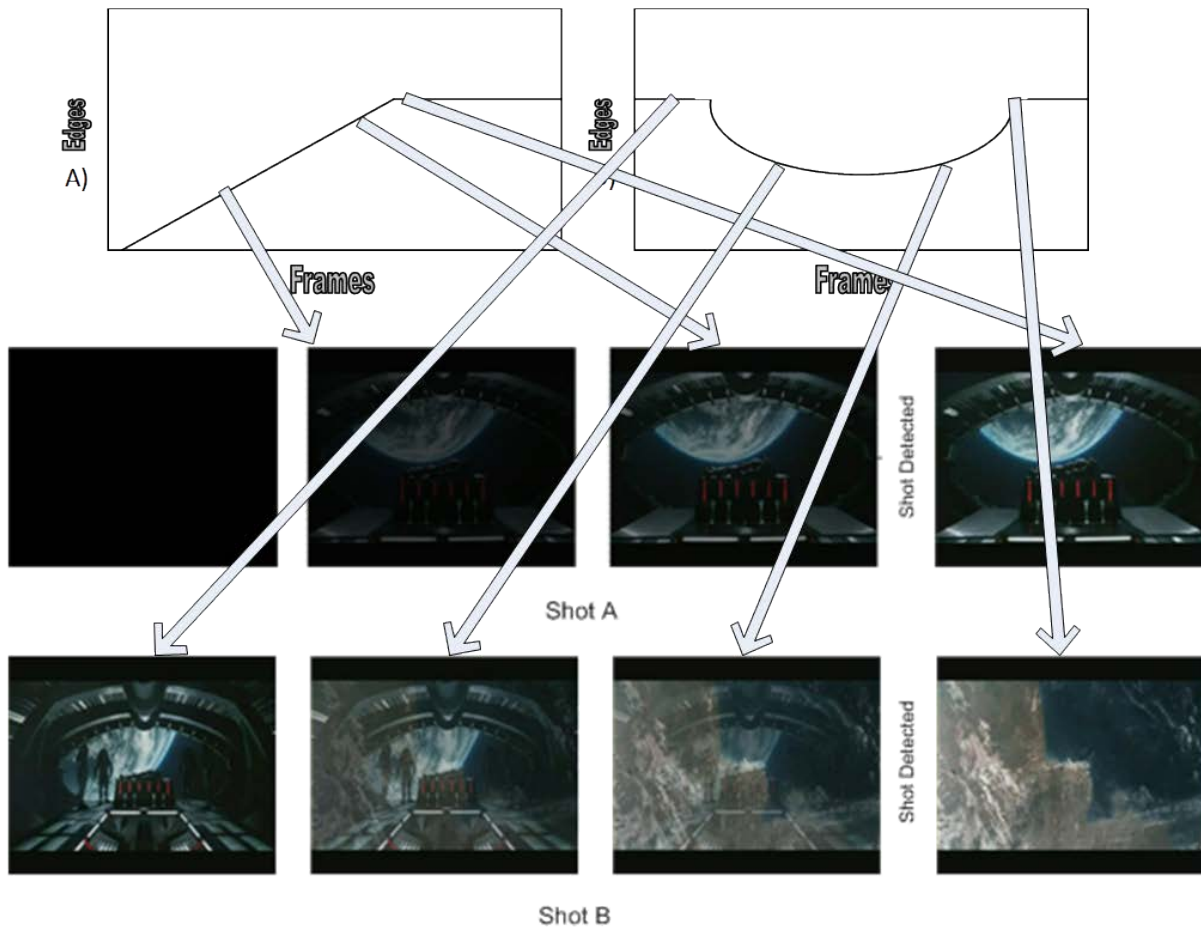 Edges
A)
Frames
Edges
)
Frames
Shot Detected
Shot A
Shot Detected
Shot B